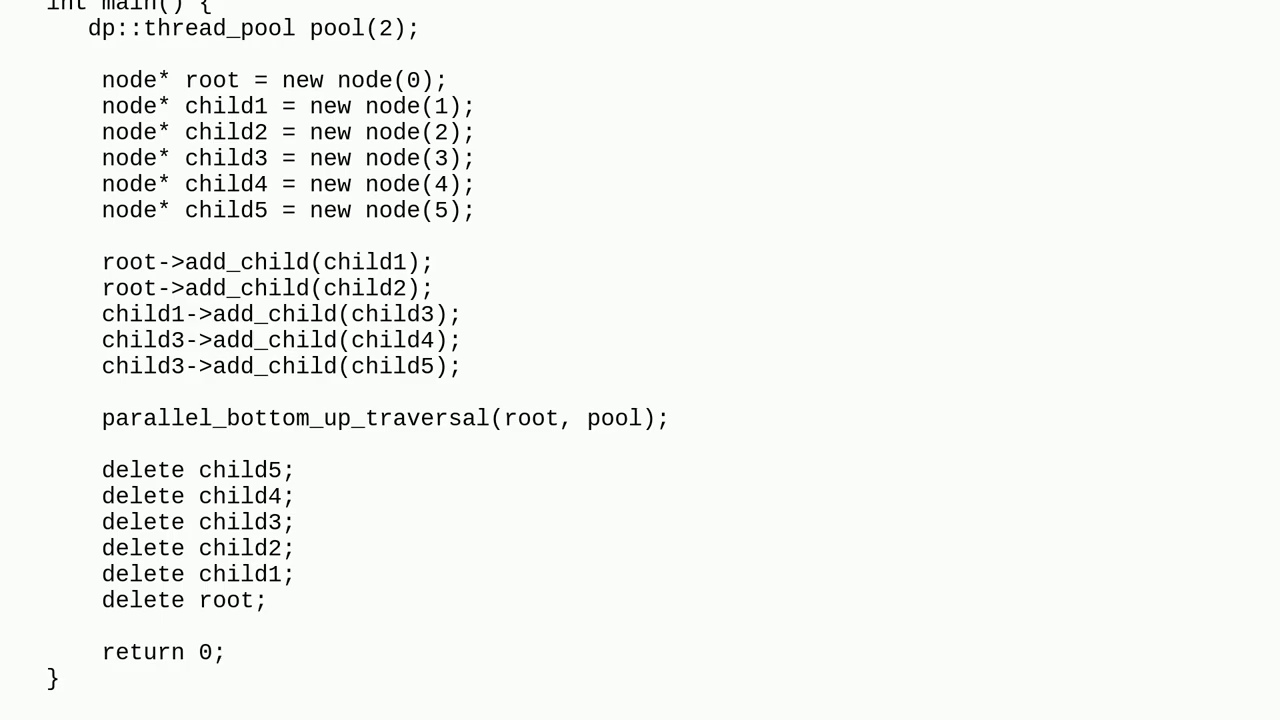 int main() {
dp::thread_pool pool(2);
node* root = new node(0);
node* child1 = new node(1);
node* child2 = new node(2);
node* child3 = new node(3);
node* child4 = new node(4);
node* child5 = new node(5);
root->add_child(child1);
root->add_child(child2);
child1->add_child(child3);
child3->add_child(child4);
child3->add_child(child5);
parallel_bottom_up_traversal(root, pool);
delete child5;
delete child4;
delete child3;
delete child2;
delete child1;
delete root;
return 0;
}